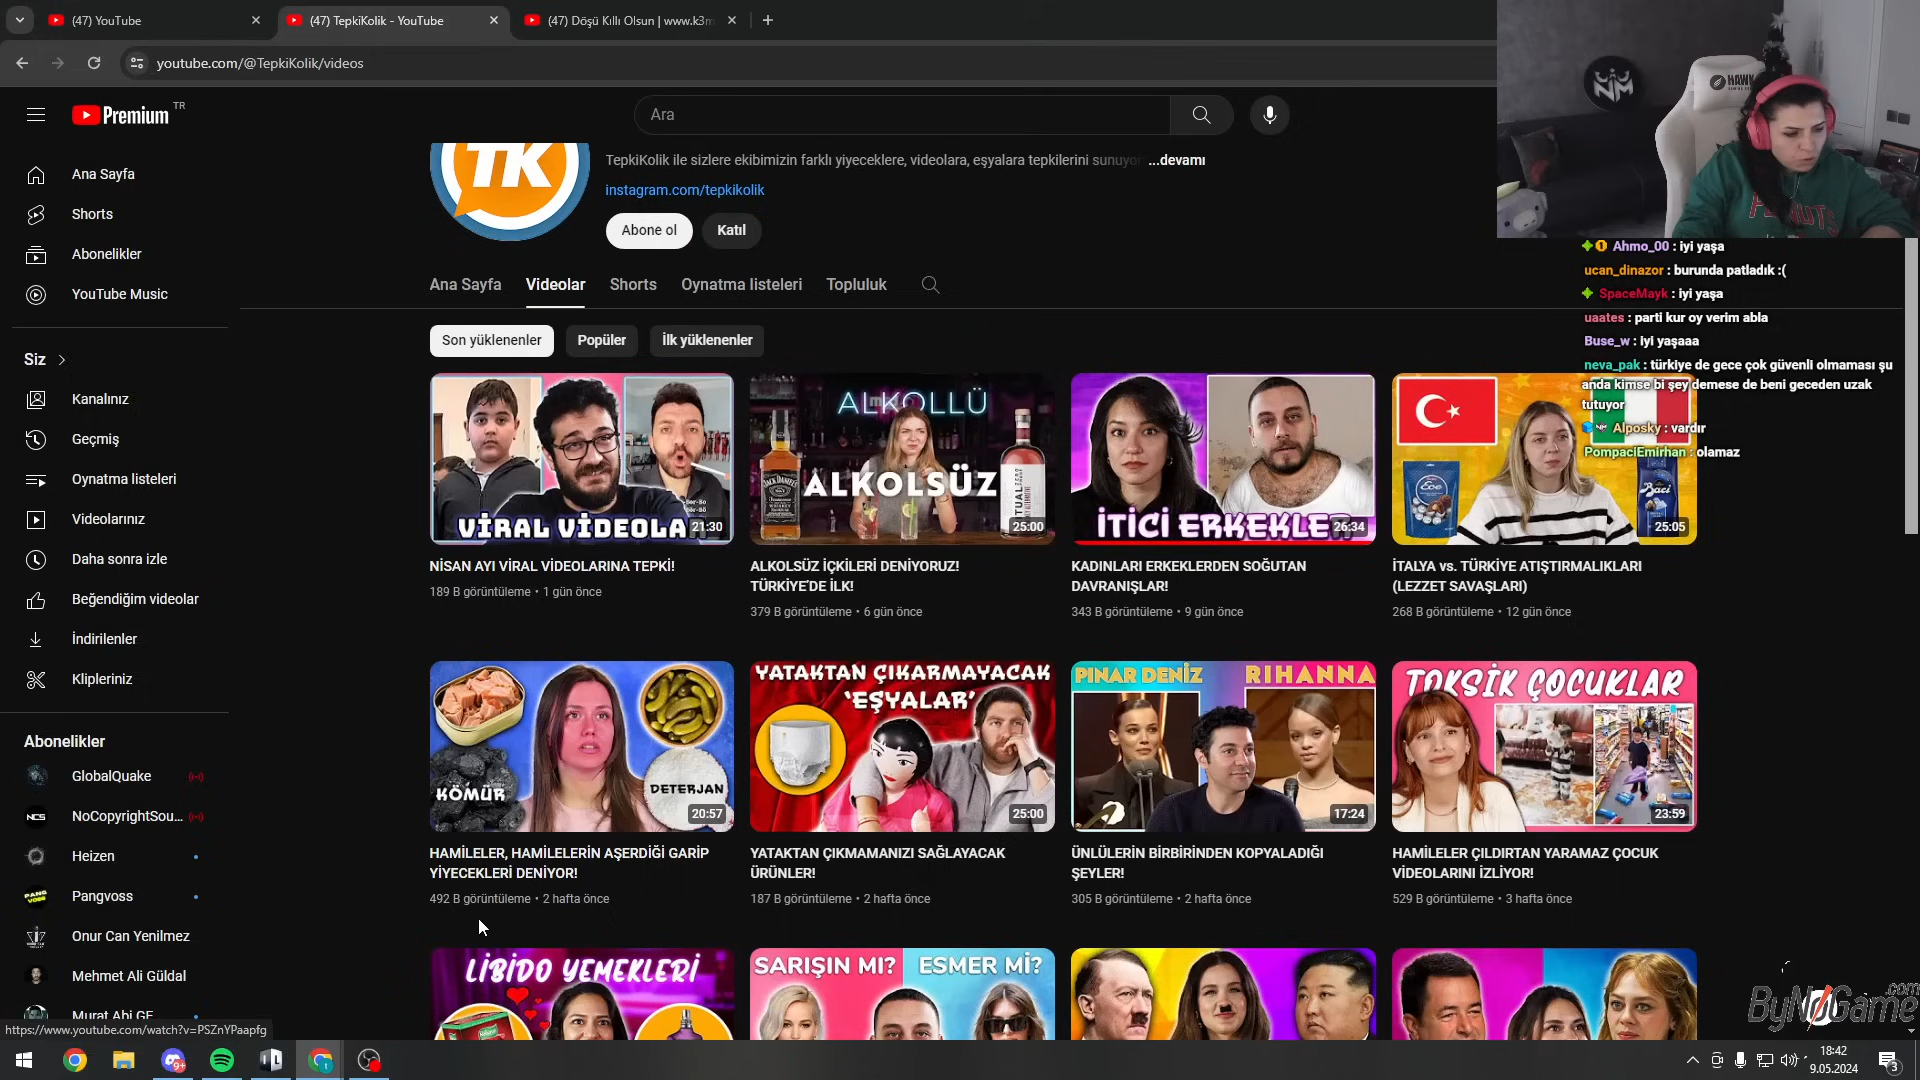 (47) YouTube
(47) TepkiKolik - YouTube
(47) Döşü Kıllı Olsun | www.k3m
youtube.com/@TepkiKolik/videos
Premium TR
Ara
TK
TepkiKolik ile sizlere ekibimizin farklı yiyeceklere, videolara, eşyalara tepkilerini sunuyor ...devamı
instagram.com/tepkikolik
Abone ol
Katıl
Ana Sayfa
Videolar
Shorts
Oynatma listeleri
Topluluk
Son yüklenenler
Popüler
İlk yüklenenler
Ana Sayfa
Shorts
Abonelikler
YouTube Music
Siz
Kanalınız
Geçmiş
Oynatma listeleri
Videolarınız
Daha sonra izle
Beğendiğim videolar
İndirilenler
Klipleriniz
Abonelikler
GlobalQuake
NoCopyrightSou...
Heizen
Pangvoss
Onur Can Yenilmez
Mehmet Ali Güldal
Murat Abi GF
https://www.youtube.com/watch?v=PSZnYPaapfg
VİRAL VİDEOLA
21:30
NİSAN AYI VİRAL VİDEOLARINA TEPKİ!
189 B görüntüleme • 1 gün önce
ALKOLLÜ
ALKOLSÜZ
25:00
ALKOLSÜZ İÇKİLERİ DENİYORUZ!
TÜRKİYE'DE İLK!
379 B görüntüleme • 6 gün önce
İTİCİ ERKEKLER
26:34
KADINLARI ERKEKLERDEN SOĞUTAN
DAVRANIŞLAR!
343 B görüntüleme • 9 gün önce
Ece
Baci
25:05
İTALYA vs. TÜRKİYE ATIŞTIRMALIKLARI
(LEZZET SAVAŞLARI)
268 B görüntüleme • 12 gün önce
KÖMÜR
DETERJAN
20:57
HAMİLELER, HAMİLELERİN AŞERDİĞİ GARİP
YİYECEKLERİ DENİYOR!
492 B görüntüleme • 2 hafta önce
YATAKTAN ÇIKARMAYACAK
'EŞYALAR'
25:00
YATAKTAN ÇIKMAMANIZI SAĞLAYACAK
ÜRÜNLER!
187 B görüntüleme • 2 hafta önce
PINAR DENİZ
RIHANNA
17:24
ÜNLÜLERİN BİRBİRİNDEN KOPYALADIĞI
ŞEYLER!
305 B görüntüleme • 2 hafta önce
TOKSİK ÇOCUKLAR
23:59
HAMİLELER ÇILDIRTAN YARAMAZ ÇOCUK
VİDEOLARINI İZLİYOR!
529 B görüntüleme • 3 hafta önce
LİBİDO YEMEKLERİ
SARIŞIN MI?
ESMER Mİ?
HAWK
Ahmo_00 : iyi yaşa
ucan_dinazor : burunda patladık :(
SpaceMayk : iyi yaşa
uaates : parti kur oy verim abla
Buse_w : iyi yaşaaa
neva_pak : türkiye de gece çok güvenli olmaması şu
anda kimse bi şey demese de beni geceden uzak
tutuyor
Alposky : vardır
PompaciEmirhan : olamaz
ByNoGame.com
18:42
9.05.2024
3